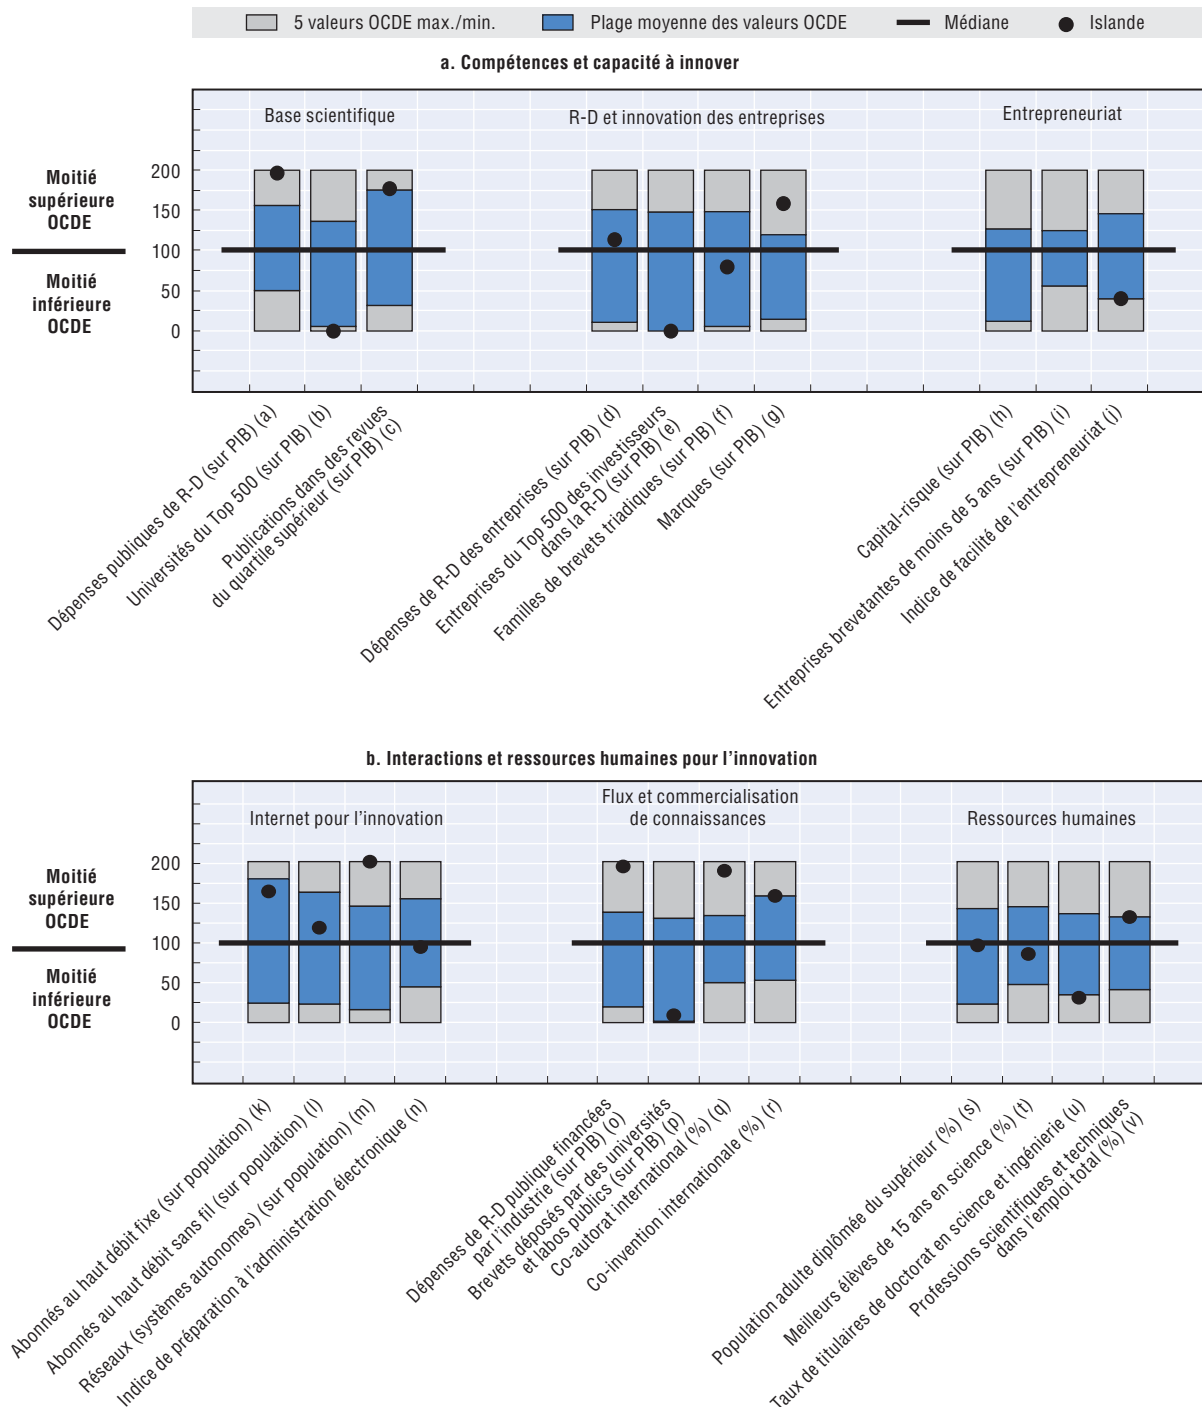 5 valeurs OCDE max./min.
Plage moyenne des valeurs OCDE
Médiane
Islande
a. Compétences et capacité à innover
Base scientifique
R-D et innovation des entreprises
Entrepreneuriat
Moitié
supérieure
OCDE
Moitié
inférieure
OCDE
200
150
100
50
0
Dépenses publiques de R-D (sur PIB) (a)
Universités du Top 500 (sur PIB) (b)
Publications dans des revues
du quartile supérieur (sur PIB) (c)
Dépenses de R-D des entreprises (sur PIB) (d)
Entreprises du Top 500 des investisseurs
dans la R-D (sur PIB) (e)
Familles de brevets triadiques (sur PIB) (f)
Marques (sur PIB) (g)
Capital-risque (sur PIB) (h)
Entreprises brevetantes de moins de 5 ans (sur PIB) (i)
Indice de facilité de l'entrepreneuriat (j)
b. Interactions et ressources humaines pour l'innovation
Internet pour l'innovation
Flux et commercialisation
de connaissances
Ressources humaines
Moitié
supérieure
OCDE
Moitié
inférieure
OCDE
200
150
100
50
0
Abonnés au haut débit fixe (sur population) (k)
Abonnés au haut débit sans fil (sur population) (l)
Réseaux (systèmes autonomes) (sur population) (m)
Indice de préparation à l'administration électronique (n)
Dépenses de R-D publique financées
par l'industrie (sur PIB) (o)
Brevets déposés par des universités
et labos publics (sur PIB) (p)
Co-autorat international (%) (q)
Co-invention internationale (%) (r)
Population adulte diplômée du supérieur (%) (s)
Meilleurs élèves de 15 ans en science (%) (t)
Taux de titulaires de doctorat en science et ingénierie (u)
Professions scientifiques et techniques
dans l'emploi total (%) (v)